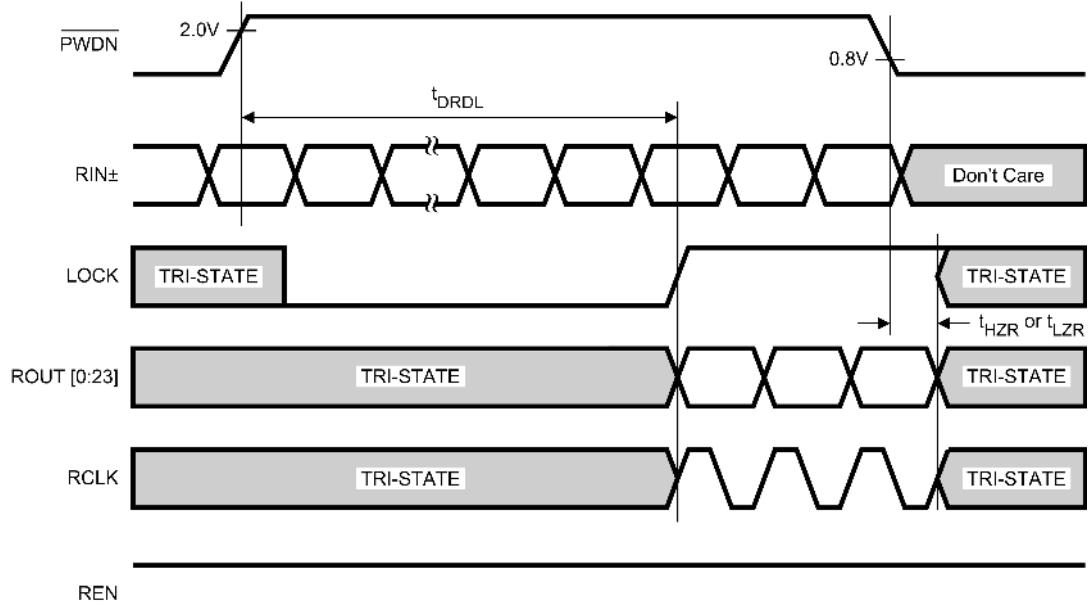 PWDN
2.0V
0.8V
tDRDL
RIN±
Don't Care
LOCK
TRI-STATE
TRI-STATE
tHZR or tLZR
ROUT [0:23]
TRI-STATE
TRI-STATE
RCLK
TRI-STATE
TRI-STATE
REN